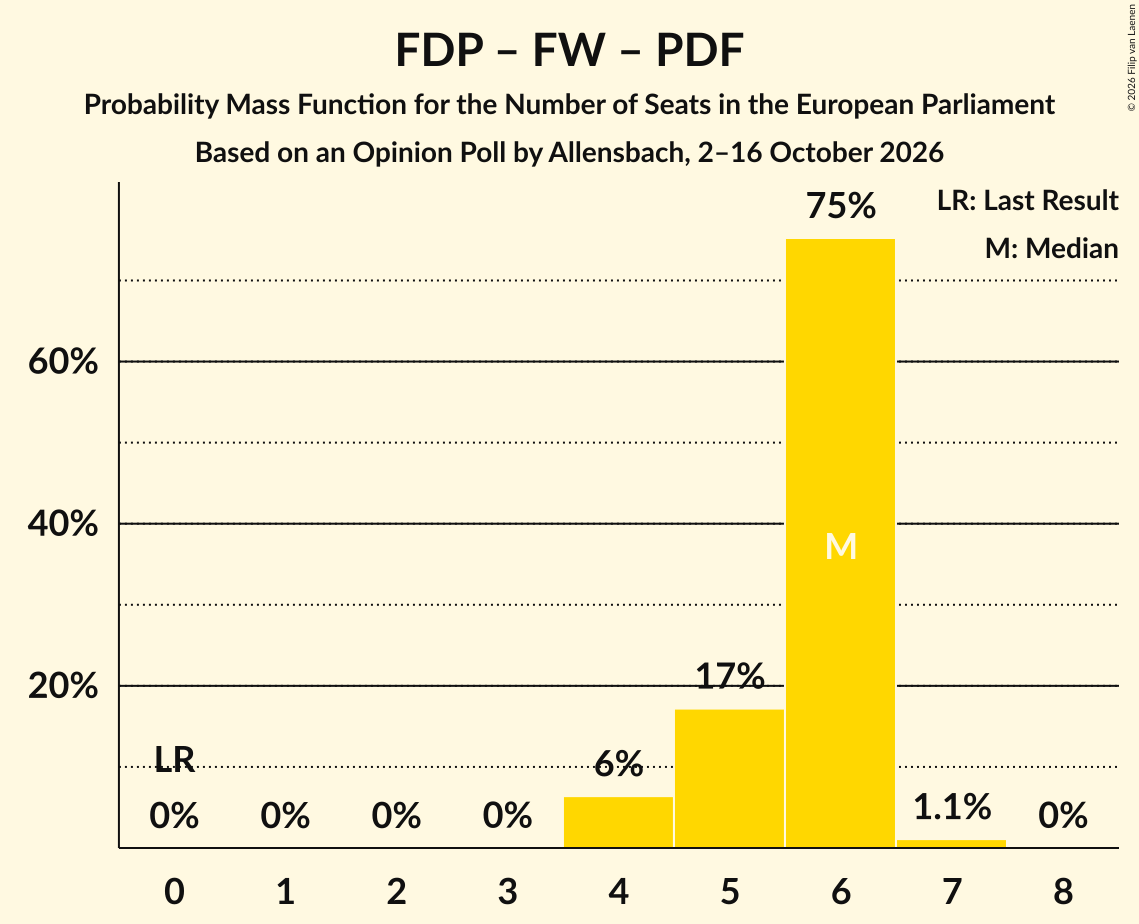 FDP – FW – PDF
Probability Mass Function for the Number of Seats in the European Parliament
Based on an Opinion Poll by Allensbach, 2–16 October 2026
© 2026 Filip van Laenen
LR: Last Result
M: Median
75%
60%
40%
M
20%
17%
LR
6%
0% 0% 0% 0% 1.1% 0%
0 1 2 3 4 5 6 7 8